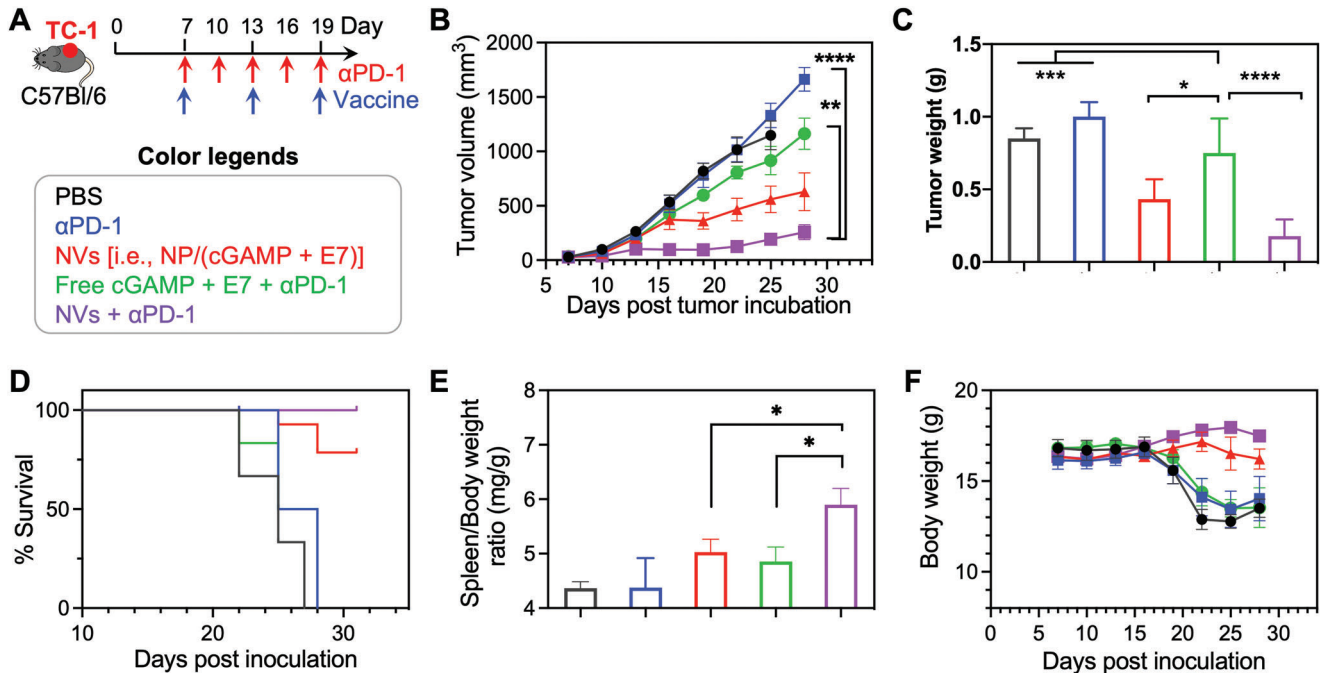 A
TC-1
C57Bl/6
0 7 10 13 16 19 Day
αPD-1
Vaccine
Color legends
PBS
αPD-1
NVs [i.e., NP/(cGAMP + E7)]
Free cGAMP + E7 + αPD-1
NVs + αPD-1
B
Tumor volume (mm³)
2000
1500
1000
500
0
5 10 15 20 25 30
Days post tumor incubation
****
**
C
Tumor weight (g)
1.5
1.0
0.5
0.0
***
*
****
D
% Survival
100
50
0
10 20 30
Days post inoculation
E
Spleen/Body weight
ratio (mg/g)
8
7
6
5
4
*
*
F
Body weight (g)
20
16
12
8
0 5 10 15 20 25 30
Days post inoculation